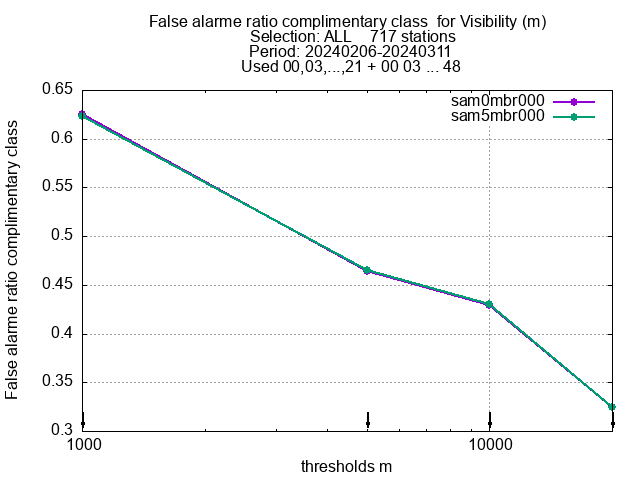 False alarme ratio complimentary class  for Visibility (m)
Selection: ALL    717 stations
Period: 20240206-20240311
Used 00,03,...,21 + 00 03 ... 48
sam0mbr000
sam5mbr000
False alarme ratio complimentary class
0.65
0.6
0.55
0.5
0.45
0.4
0.35
0.3
1000
10000
thresholds m